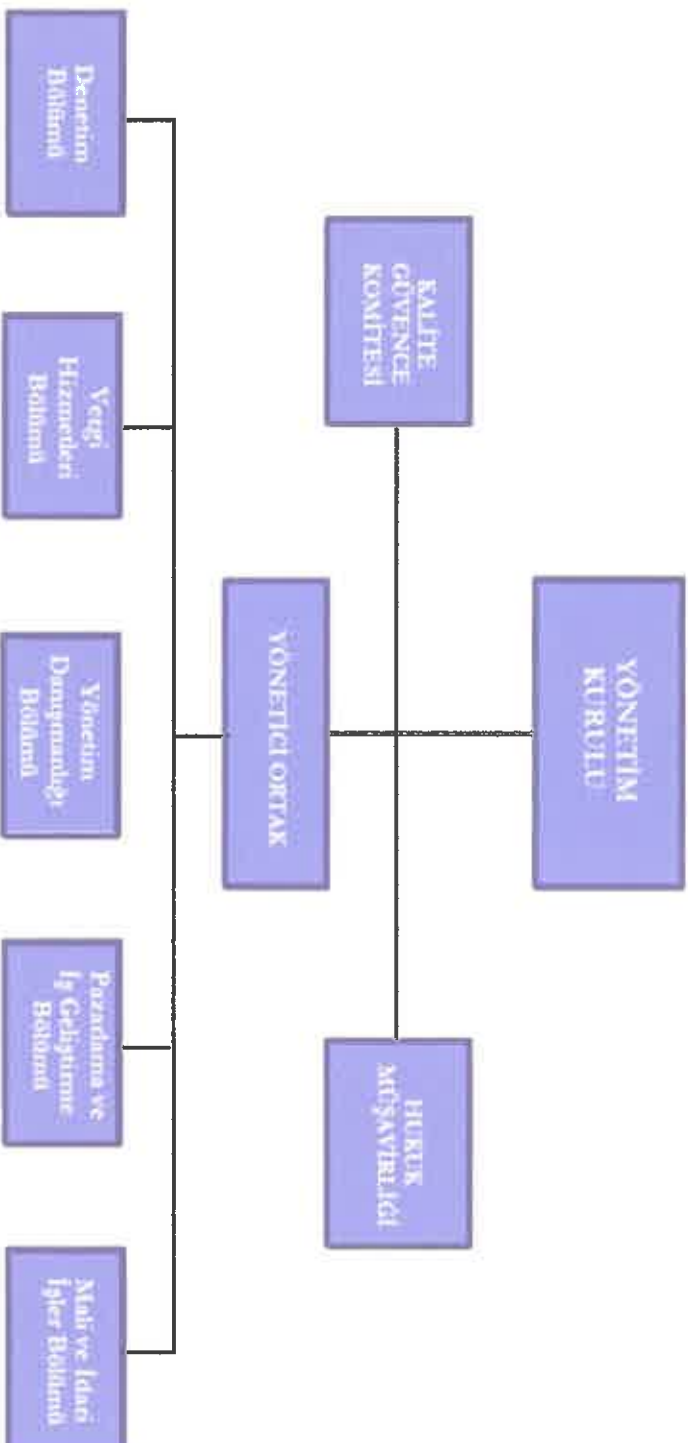 YÖNETİM
KURULU
KALİTE
GÜVENCE
KOMİTESİ
HUKUK
MÜŞAVİRLİĞİ
YÖNETİCİ ORTAK
Denetim
Bölümü
Vergi
Hizmetleri
Bölümü
Yönetim
Danışmanlığı
Bölümü
Pazarlama ve
İş Geliştirme
Bölümü
Mali ve İdari
İşler Bölümü